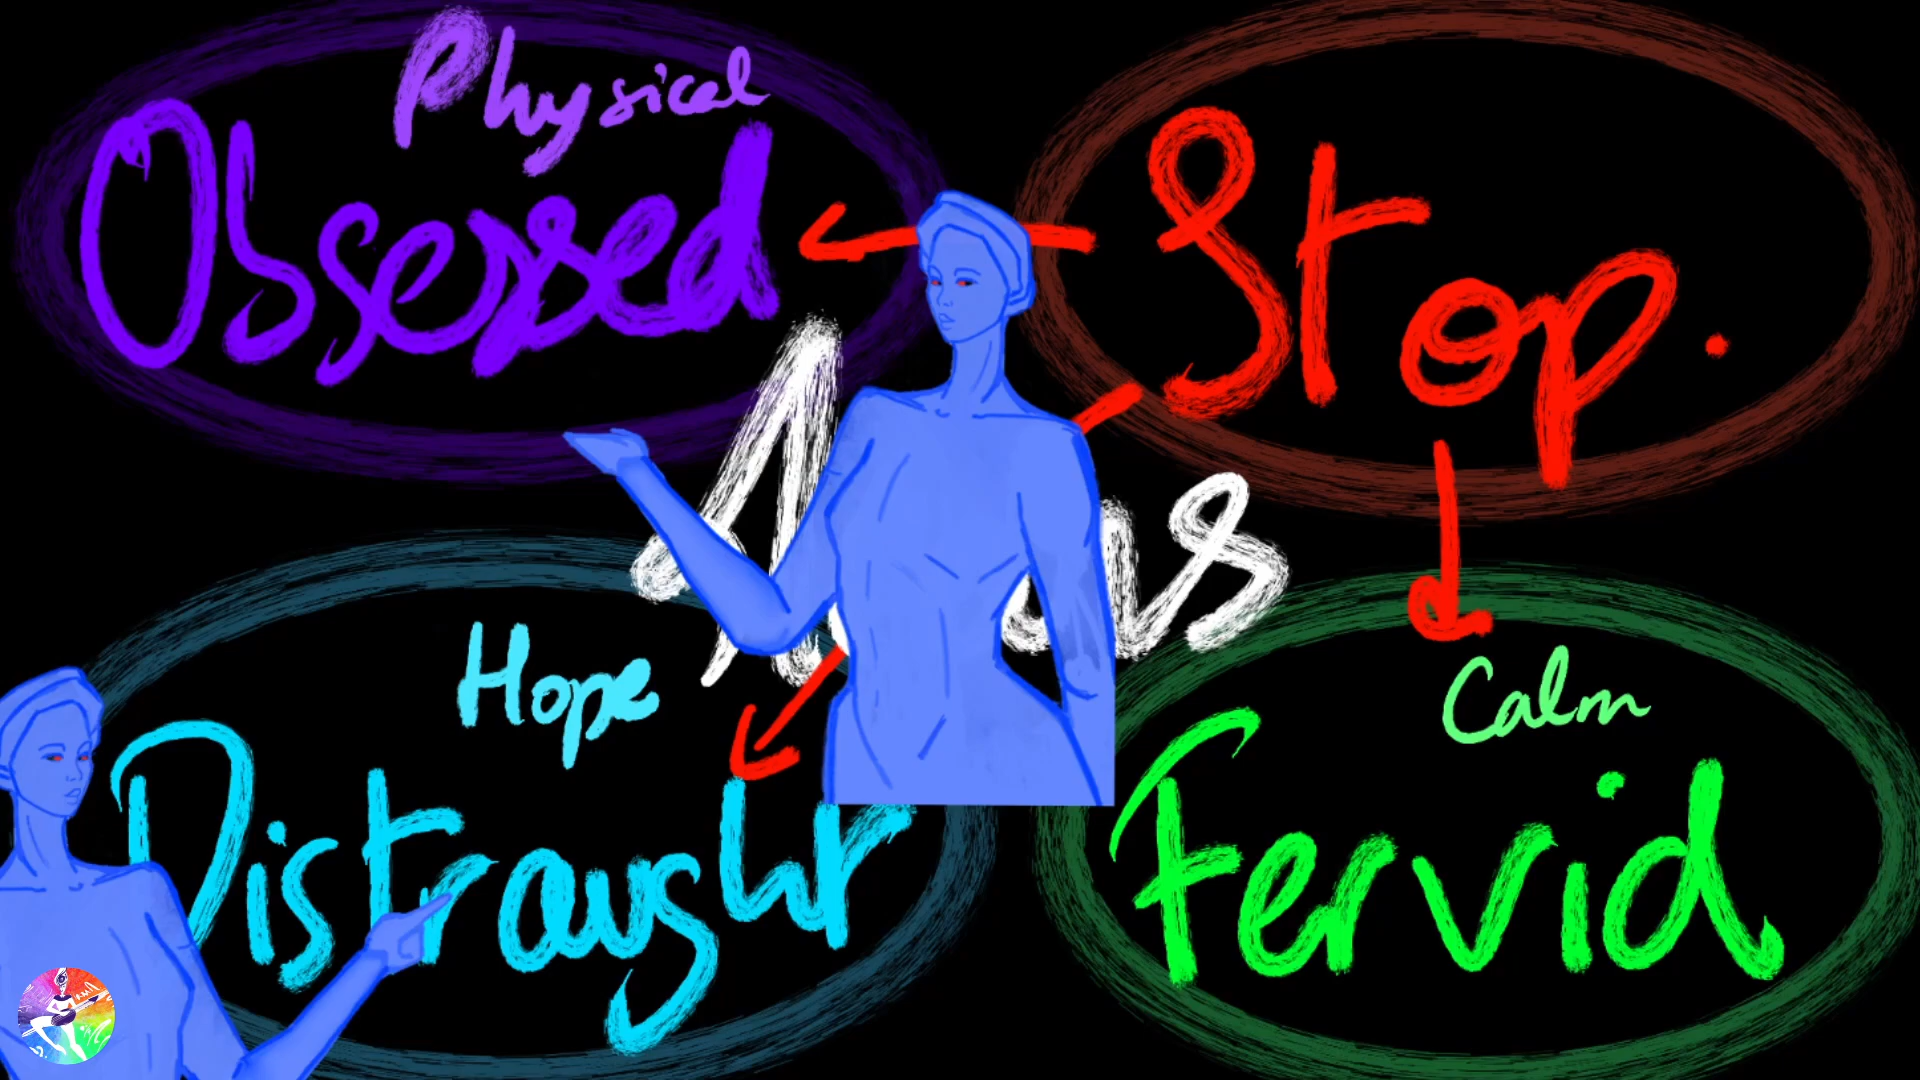 Physical
Obsessed
Stop.
Hope
Distraught
Calm
Fervid